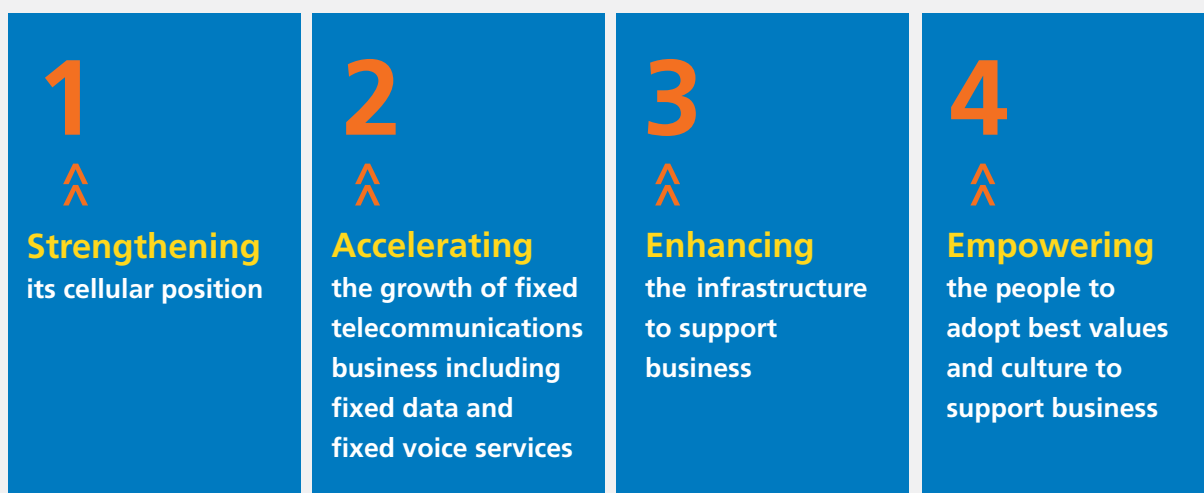 1
Strengthening
its cellular position
2
Accelerating
the growth of fixed
telecommunications
business including
fixed data and
fixed voice services
3
Enhancing
the infrastructure
to support
business
4
Empowering
the people to
adopt best values
and culture to
support business